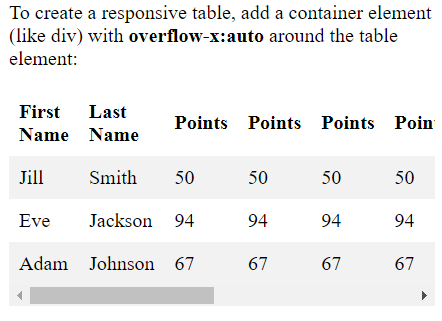 To create a responsive table, add a container element
(like div) with overflow-x:auto around the table
element:
First Name Last Name Points Points Points Poin
Jill Smith 50 50 50 50
Eve Jackson 94 94 94 94
Adam Johnson 67 67 67 67